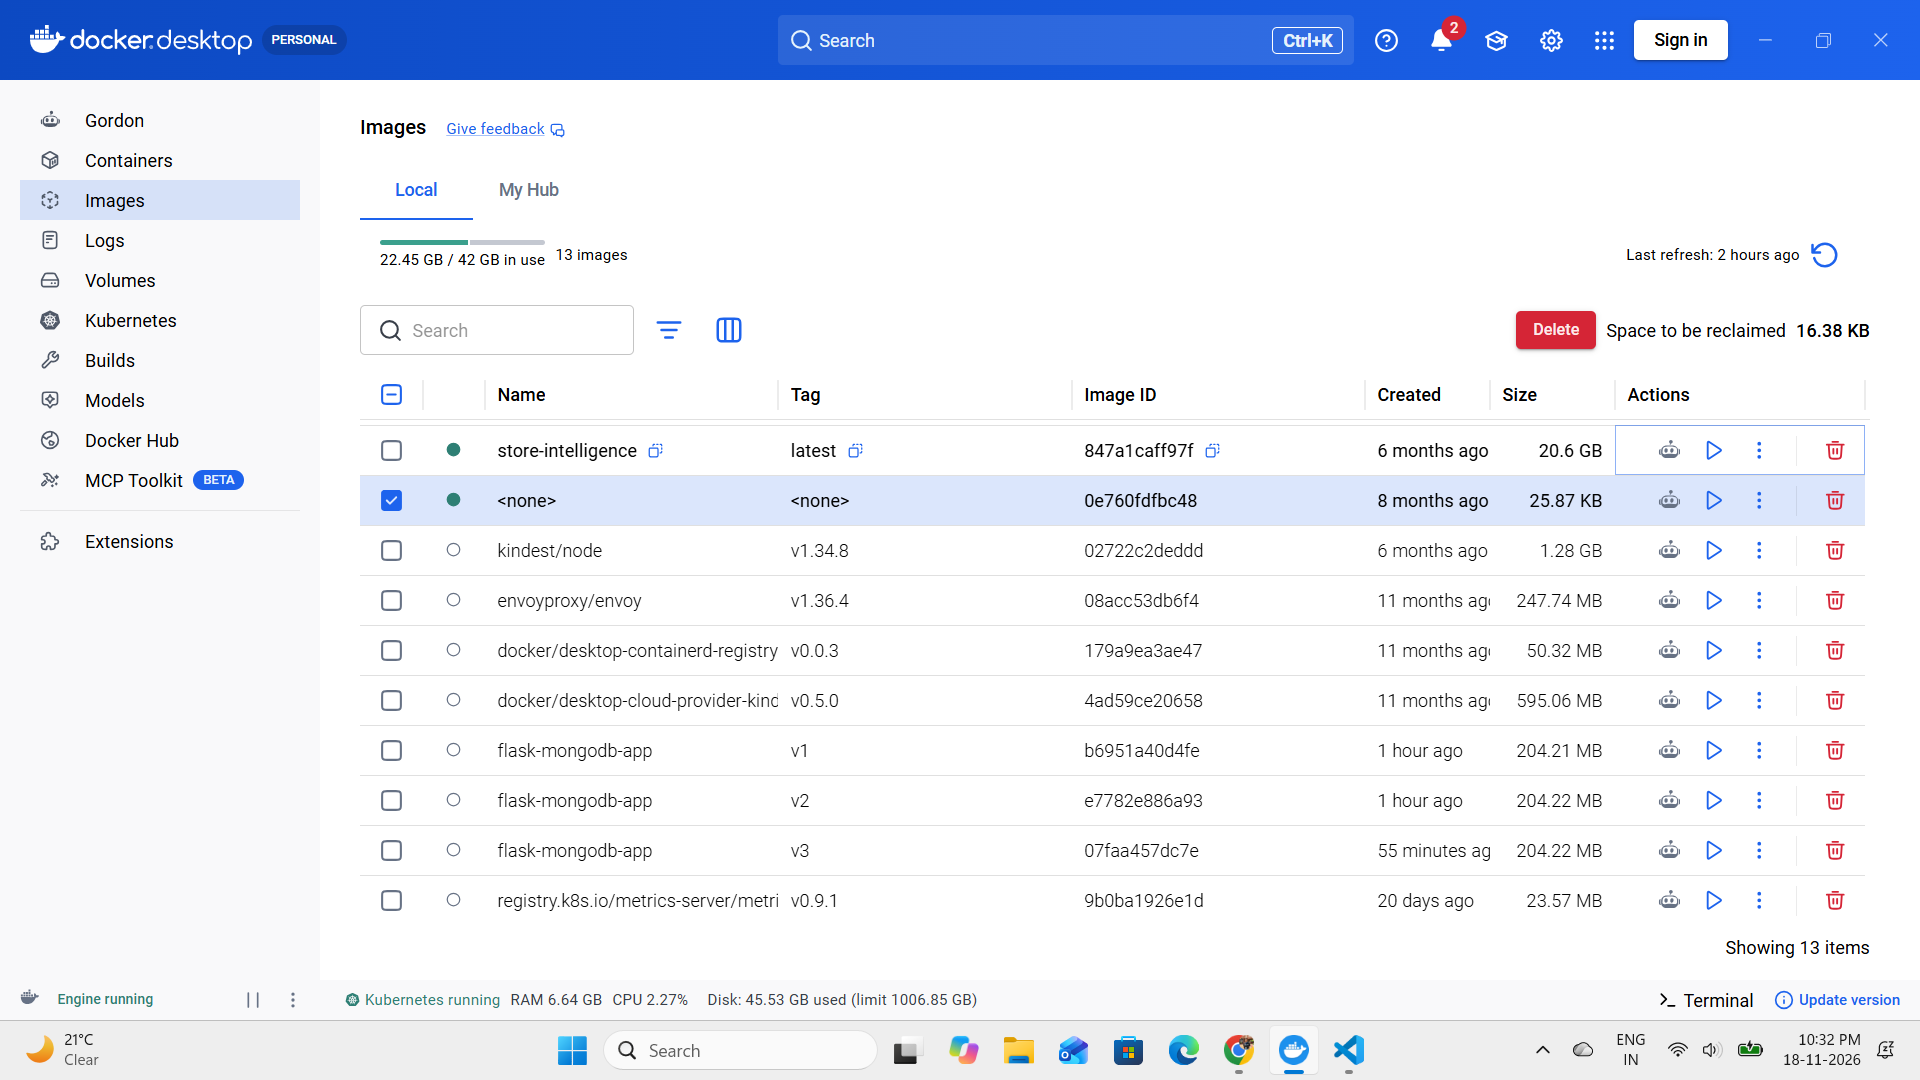 docker.desktop PERSONAL Search Ctrl+K 2 Sign in
Gordon
Containers
Images
Logs
Volumes
Kubernetes
Builds
Models
Docker Hub
MCP Toolkit BETA
Extensions
Images Give feedback
Local My Hub
22.45 GB / 42 GB in use 13 images Last refresh: 2 hours ago
Search Delete Space to be reclaimed 16.38 KB
Name Tag Image ID Created Size Actions
store-intelligence latest 847a1caff97f 6 months ago 20.6 GB
<none> <none> 0e760fdfbc48 8 months ago 25.87 KB
kindest/node v1.34.8 02722c2deddd 6 months ago 1.28 GB
envoyproxy/envoy v1.36.4 08acc53db6f4 11 months ago 247.74 MB
docker/desktop-containerd-registry v0.0.3 179a9ea3ae47 11 months ago 50.32 MB
docker/desktop-cloud-provider-kind v0.5.0 4ad59ce20658 11 months ago 595.06 MB
flask-mongodb-app v1 b6951a40d4fe 1 hour ago 204.21 MB
flask-mongodb-app v2 e7782e886a93 1 hour ago 204.22 MB
flask-mongodb-app v3 07faa457dc7e 55 minutes ag 204.22 MB
registry.k8s.io/metrics-server/metri v0.9.1 9b0ba1926e1d 20 days ago 23.57 MB
Showing 13 items
Engine running Kubernetes running RAM 6.64 GB CPU 2.27% Disk: 45.53 GB used (limit 1006.85 GB) Terminal Update version
21°C
Clear
Search
ENG
IN
10:32 PM
18-11-2026